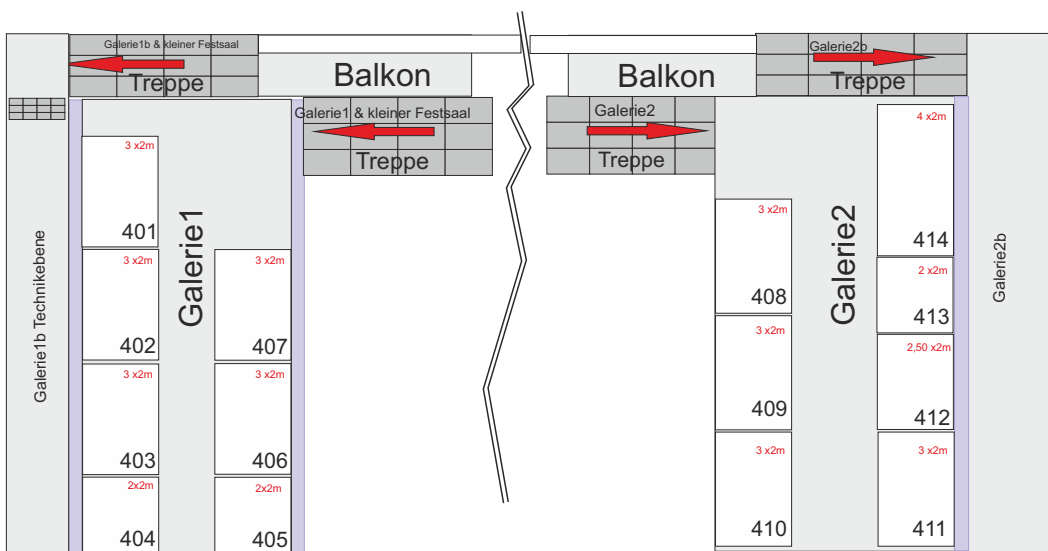 Galerie1b & kleiner Festsaal
Treppe
Balkon
Balkon
Galerie2b
Treppe
Galerie1 & kleiner Festsaal
Treppe
Galerie2
Treppe
Galerie1b Technikebene
Galerie1
3 x2m
401
3 x2m
402
3 x2m
403
2x2m
404
3 x2m
407
3 x2m
406
2x2m
405
Galerie2
3 x2m
408
3 x2m
409
3 x2m
410
4 x2m
414
2 x2m
413
2,50 x2m
412
3 x2m
411
Galerie2b